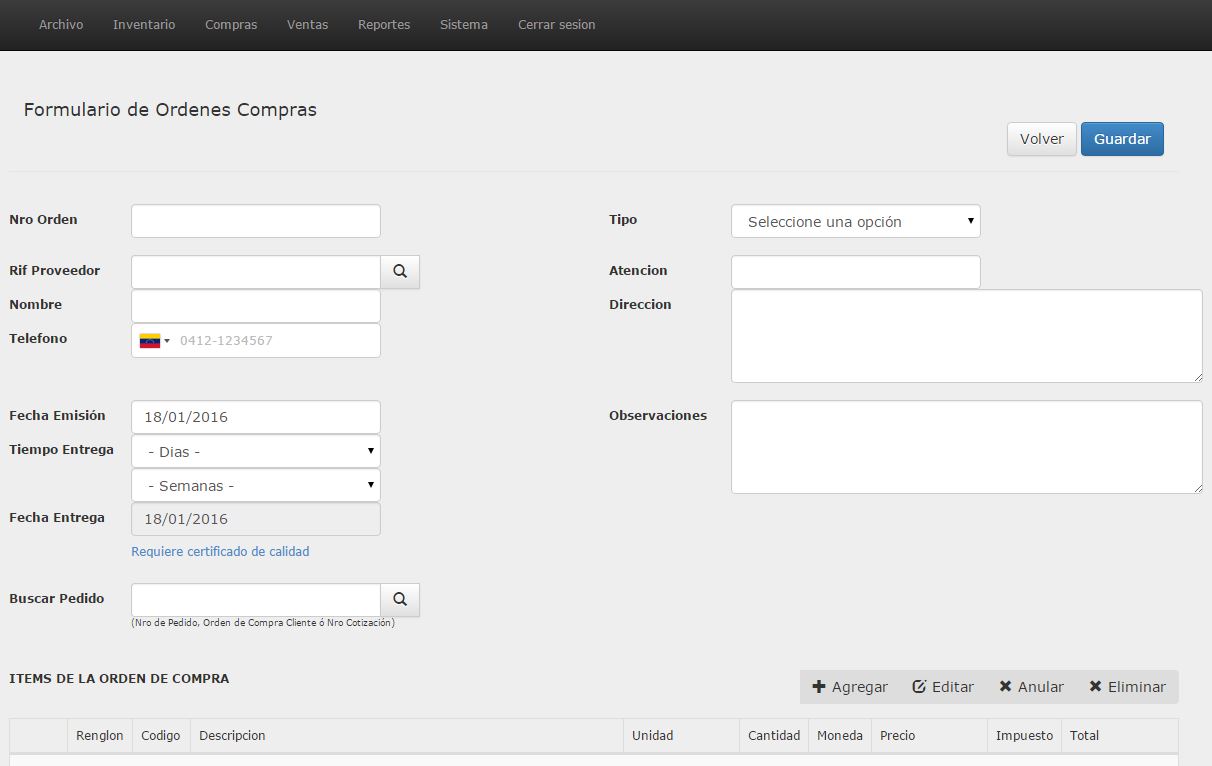 Archivo Inventario Compras Ventas Reportes Sistema Cerrar sesion
Formulario de Ordenes Compras
Volver Guardar
Nro Orden Tipo Seleccione una opción
Rif Proveedor Atencion
Nombre Direccion
Telefono 0412-1234567
Fecha Emisión 18/01/2016 Observaciones
Tiempo Entrega - Dias -
- Semanas -
Fecha Entrega 18/01/2016
Requiere certificado de calidad
Buscar Pedido
(Nro de Pedido, Orden de Compra Cliente ó Nro Cotización)
ITEMS DE LA ORDEN DE COMPRA Agregar Editar Anular Eliminar
Renglon Codigo Descripcion Unidad Cantidad Moneda Precio Impuesto Total